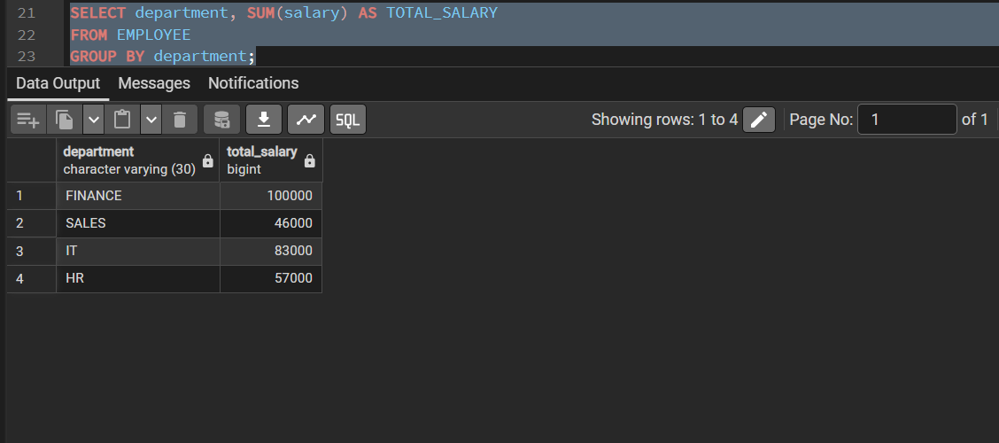 21 SELECT department, SUM(salary) AS TOTAL_SALARY
22 FROM EMPLOYEE
23 GROUP BY department;
Data Output Messages Notifications
SQL Showing rows: 1 to 4 Page No: 1 of 1
department total_salary
character varying (30) bigint
1 FINANCE 100000
2 SALES 46000
3 IT 83000
4 HR 57000